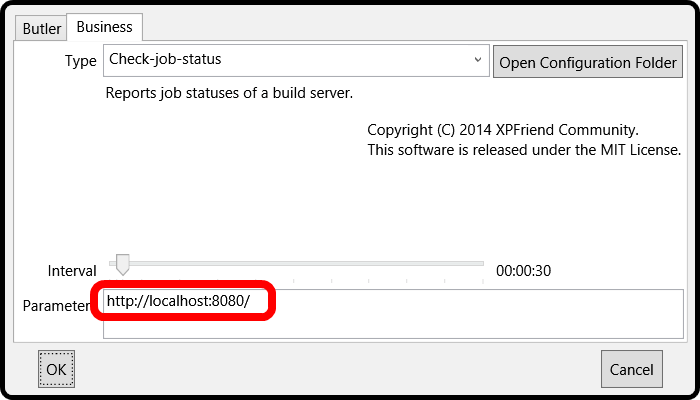 Butler Business
Type Check-job-status Open Configuration Folder
Reports job statuses of a build server.
Copyright (C) 2014 XPFriend Community.
This software is released under the MIT License.
Interval 00:00:30
Parameter http://localhost:8080/
OK Cancel